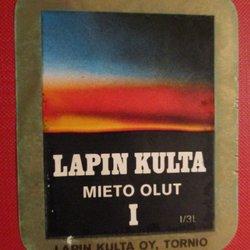 LAPIN KULTA
MIETO OLUT
I
1/3L
LAPIN KULTA OY, TORNIO